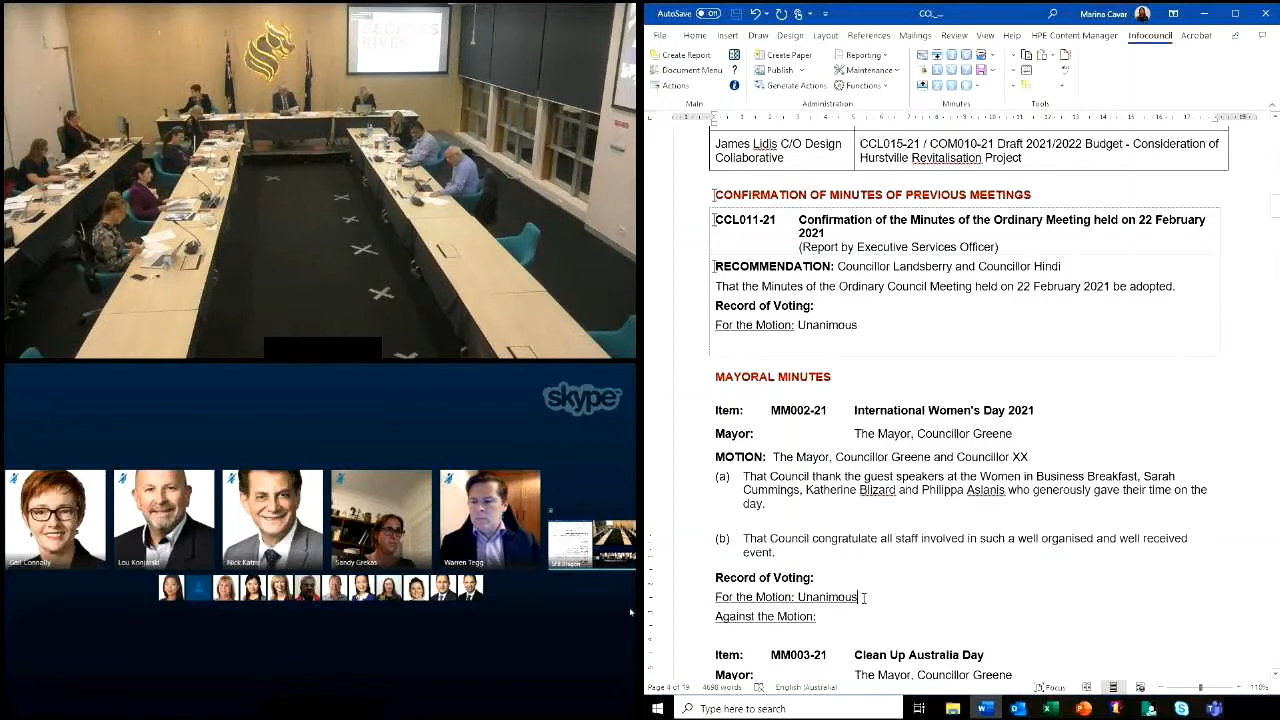 GEORGES
RIVER
skype
Gail Connolly
Lou Konjarski
Nick Katris
Sandy Grekas
Warren Tegg
AutoSave Off
CCL_...
Marina Cavar
File Home Insert Draw Design Layout References Mailings Review View Help HPE Content Manager Infocouncil Acrobat
Create Report
Create Paper
Reporting
Document Menu
?
Publish
Maintenance
Actions
Generate Actions
Functions
Main
Administration
Minutes
Tools
James Lidis C/O Design Collaborative
CCL015-21 / COM010-21 Draft 2021/2022 Budget - Consideration of
Hurstville Revitalisation Project
CONFIRMATION OF MINUTES OF PREVIOUS MEETINGS
CCL011-21 Confirmation of the Minutes of the Ordinary Meeting held on 22 February
2021
(Report by Executive Services Officer)
RECOMMENDATION: Councillor Landsberry and Councillor Hindi
That the Minutes of the Ordinary Council Meeting held on 22 February 2021 be adopted.
Record of Voting:
For the Motion: Unanimous
MAYORAL MINUTES
Item: MM002-21 International Women's Day 2021
Mayor: The Mayor, Councillor Greene
MOTION: The Mayor, Councillor Greene and Councillor XX
(a) That Council thank the guest speakers at the Women in Business Breakfast, Sarah
Cummings, Katherine Blizard and Philippa Aslanis who generously gave their time on the
day.
(b) That Council congratulate all staff involved in such a well organised and well received
event.
Record of Voting:
For the Motion: Unanimous
Against the Motion:
Item: MM003-21 Clean Up Australia Day
Mayor: The Mayor, Councillor Greene
Page 4 of 19 4698 words English (Australia) Focus 110%
Type here to search